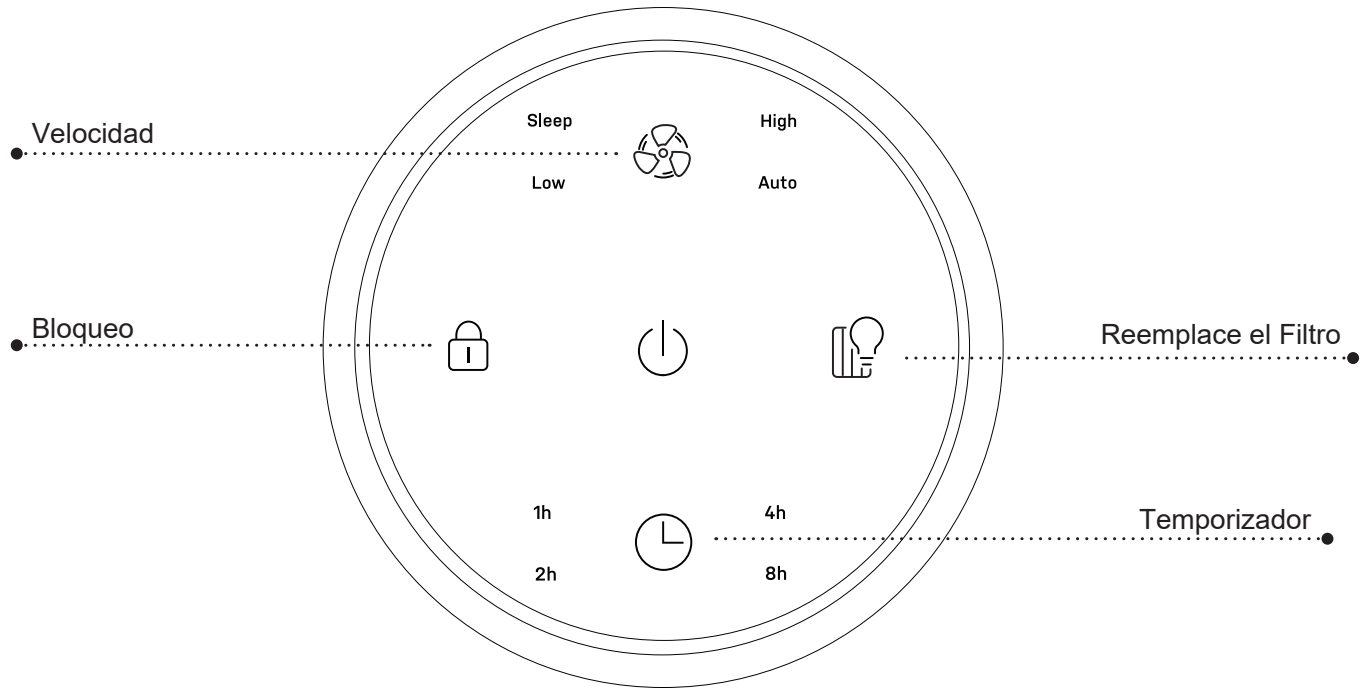 Sleep
High
Velocidad
Low
Auto
Bloqueo
Reemplace el Filtro
1h
4h
Temporizador
2h
8h